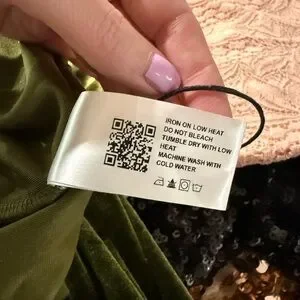 IRON ON LOW HEAT
DO NOT BLEACH
TUMBLE DRY WITH LOW
HEAT
MACHINE WASH WITH
COLD WATER